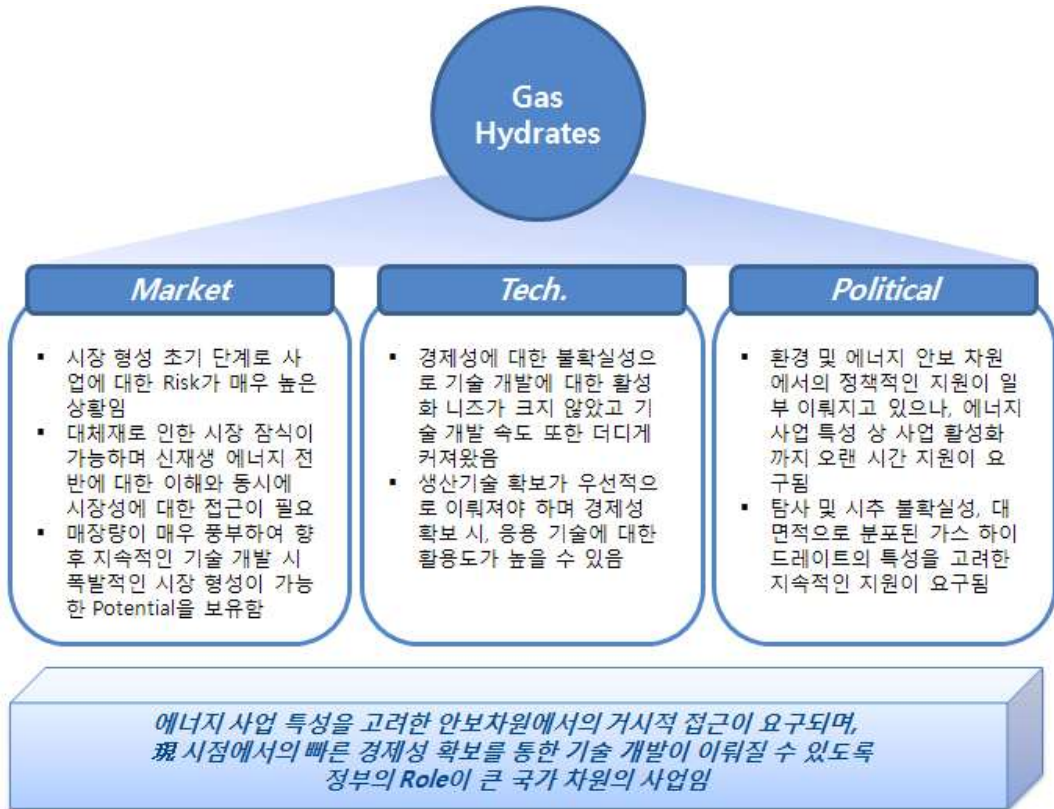 Gas
Hydrates
Market
▪ 시장 형성 초기 단계로 사
업에 대한 Risk가 매우 높은
상황임
▪ 대체재로 인한 시장 잠식이
가능하며 신재생 에너지 전
반에 대한 이해와 동시에
시장성에 대한 접근이 필요
▪ 매장량이 매우 풍부하여 향
후 지속적인 기술 개발 시
폭발적인 시장 형성이 가능
한 Potential을 보유함
Tech.
▪ 경제성에 대한 불확실성으
로 기술 개발에 대한 활성
화 니즈가 크지 않았고 기
술 개발 속도 또한 더디게
커져왔음
▪ 생산기술 확보가 우선적으
로 이뤄져야 하며 경제성
확보 시, 응용 기술에 대한
활용도가 높을 수 있음
Political
▪ 환경 및 에너지 안보 차원
에서의 정책적인 지원이 일
부 이뤄지고 있으나, 에너지
사업 특성 상 사업 활성화
까지 오랜 시간 지원이 요
구됨
▪ 탐사 및 시추 불확실성, 대
면적으로 분포된 가스 하이
드레이트의 특성을 고려한
지속적인 지원이 요구됨
에너지 사업 특성을 고려한 안보차원에서의 거시적 접근이 요구되며,
現 시점에서의 빠른 경제성 확보를 통한 기술 개발이 이뤄질 수 있도록
정부의 Role이 큰 국가 차원의 사업임